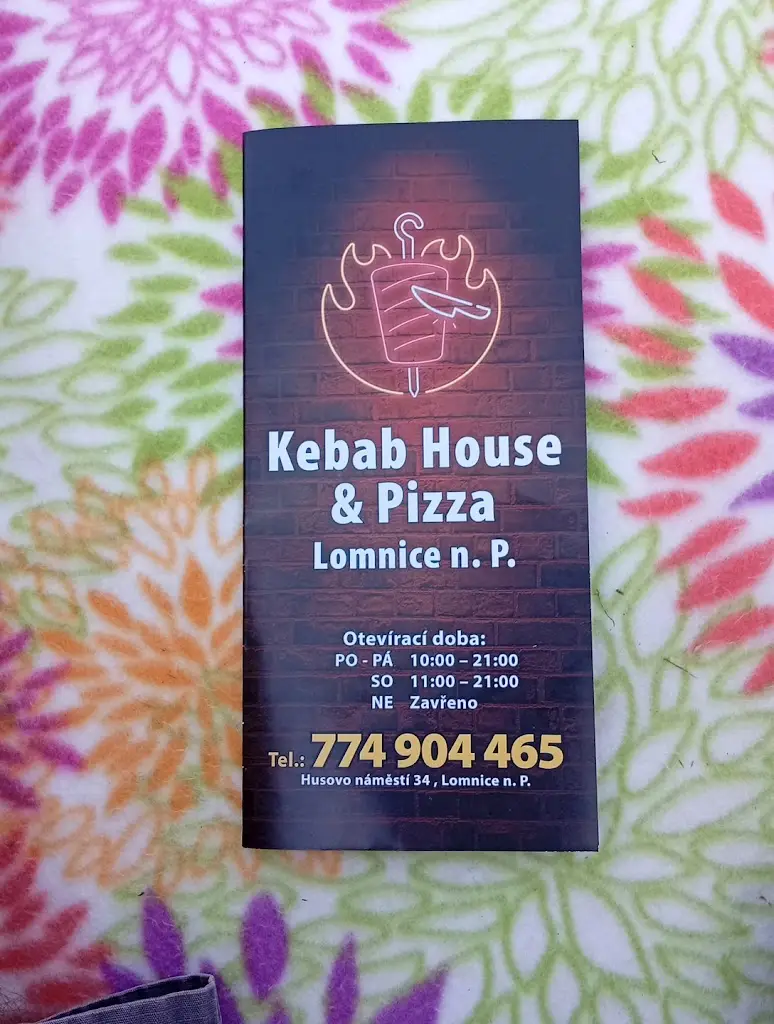 Kebab House
& Pizza
Lomnice n. P.
Otevírací doba:
PO - PÁ 10:00 – 21:00
SO 11:00 – 21:00
NE Zavřeno
Tel.: 774 904 465
Husovo náměstí 34 , Lomnice n. P.